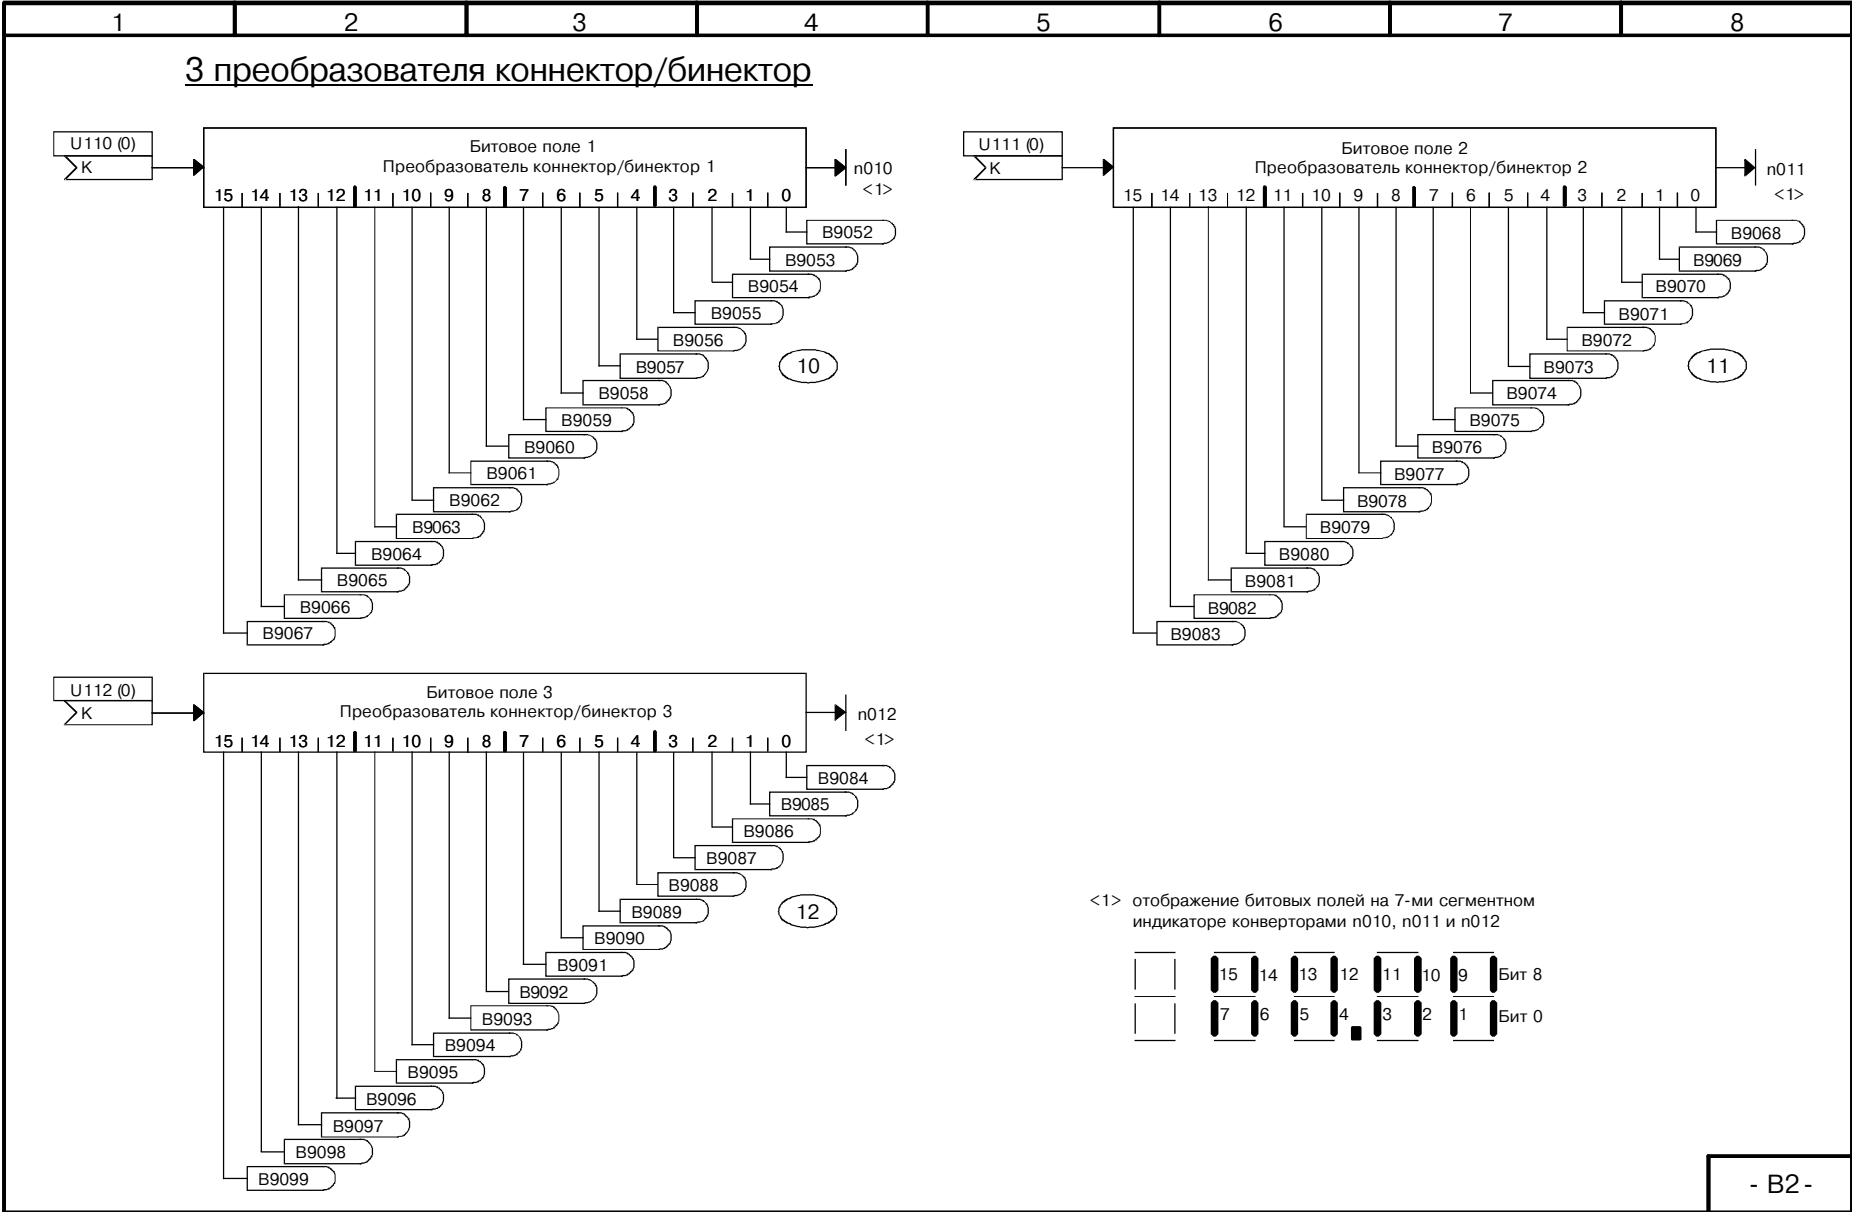 1 2 3 4 5 6 7 8
3 преобразователя коннектор/бинектор
U110 (0)
K
Битовое поле 1
Преобразователь коннектор/бинектор 1
15 14 13 12 11 10 9 8 7 6 5 4 3 2 1 0
n010
<1>
B9052
B9053
B9054
B9055
B9056
B9057
B9058
B9059
B9060
B9061
B9062
B9063
B9064
B9065
B9066
B9067
10
U111 (0)
K
Битовое поле 2
Преобразователь коннектор/бинектор 2
15 14 13 12 11 10 9 8 7 6 5 4 3 2 1 0
n011
<1>
B9068
B9069
B9070
B9071
B9072
B9073
B9074
B9075
B9076
B9077
B9078
B9079
B9080
B9081
B9082
B9083
11
U112 (0)
K
Битовое поле 3
Преобразователь коннектор/бинектор 3
15 14 13 12 11 10 9 8 7 6 5 4 3 2 1 0
n012
<1>
B9084
B9085
B9086
B9087
B9088
B9089
B9090
B9091
B9092
B9093
B9094
B9095
B9096
B9097
B9098
B9099
12
<1> отображение битовых полей на 7-ми сегментном
индикаторе конверторами n010, n011 и n012
15 14 13 12 11 10 9 Бит 8
7 6 5 4 3 2 1 Бит 0
- B2 -